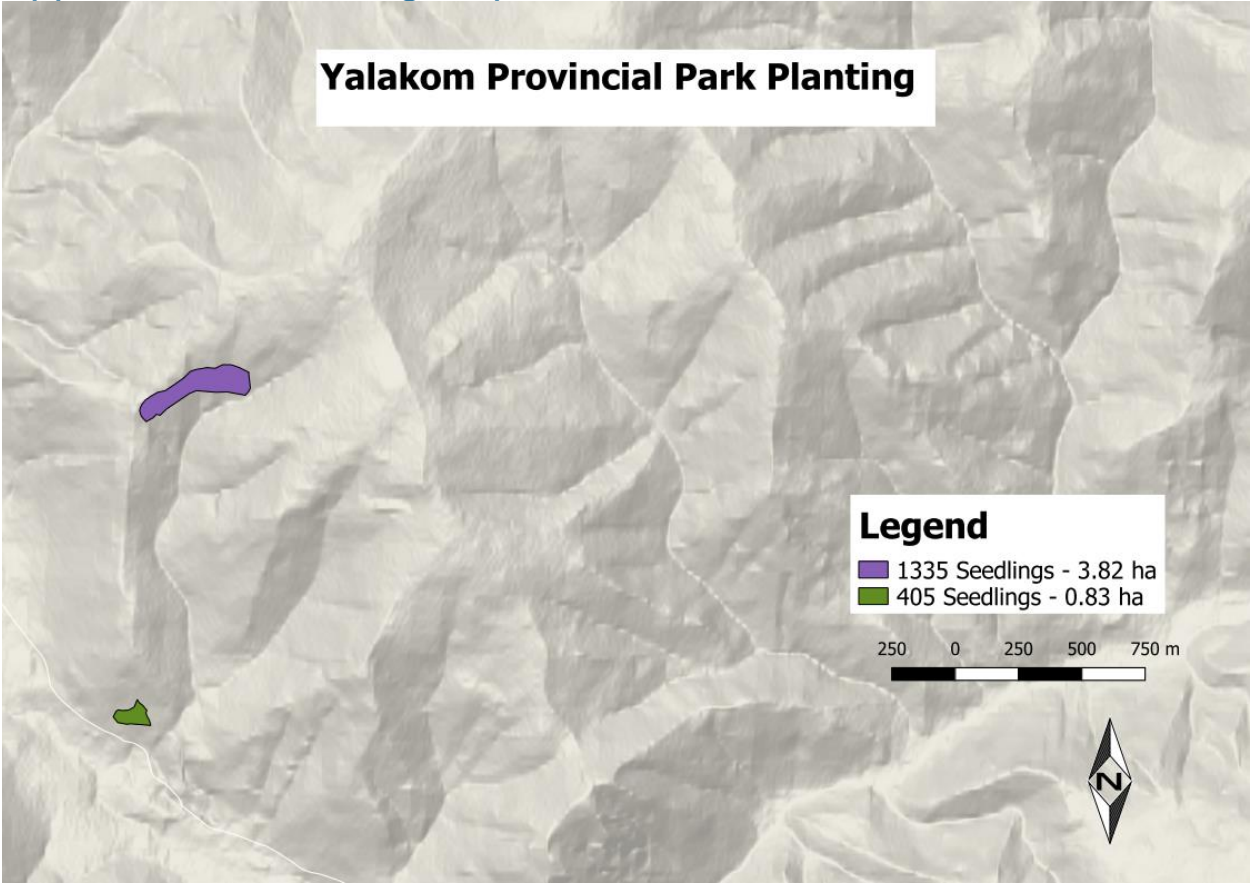 Yalakom Provincial Park Planting
Legend
1335 Seedlings - 3.82 ha
405 Seedlings - 0.83 ha
250 0 250 500 750 m
N